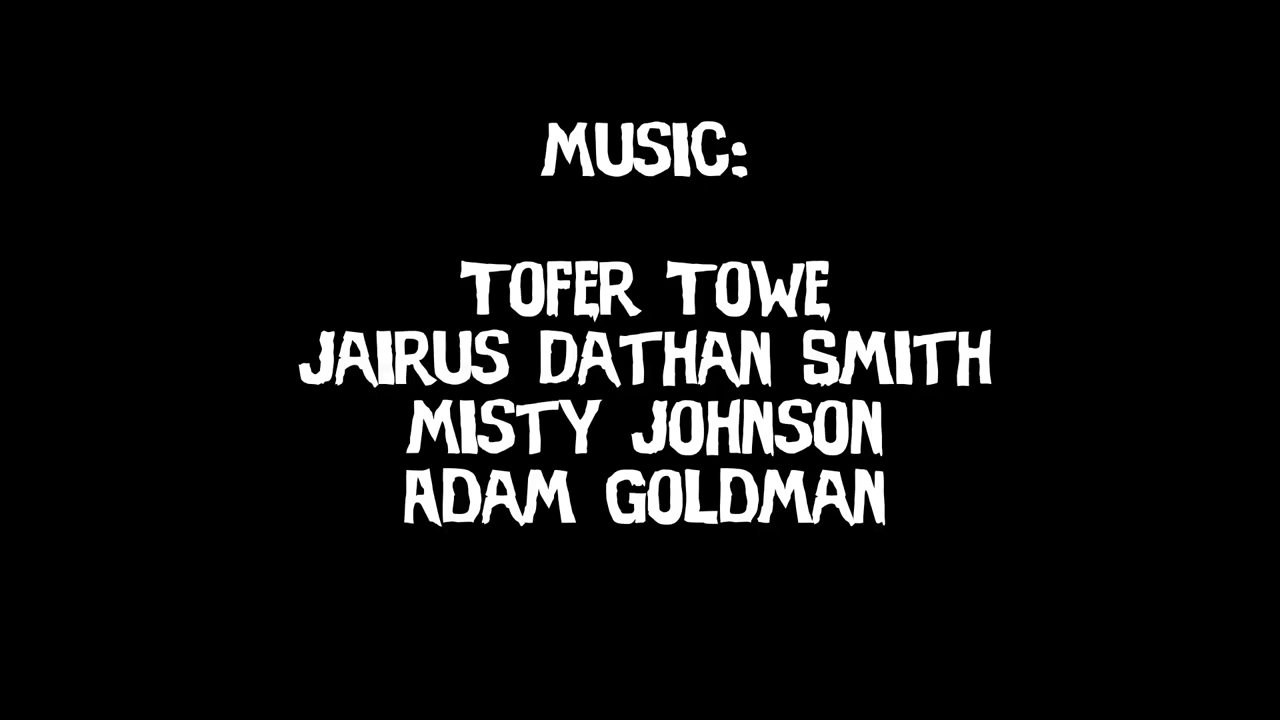 MUSIC:
TOFER TOWE
JAIRUS DATHAN SMITH
MISTY JOHNSON
ADAM GOLDMAN